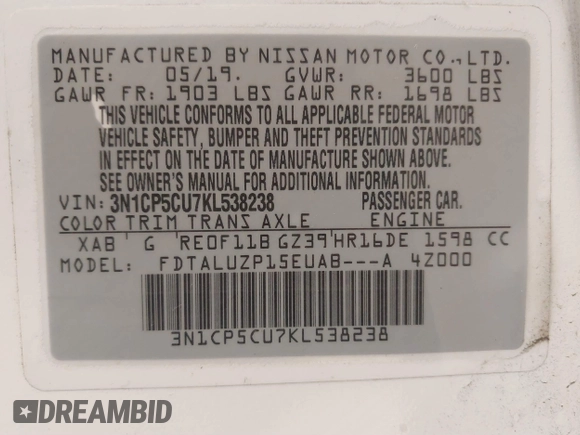 MANUFACTURED BY NISSAN MOTOR CO.,LTD.
DATE: 05/19. GVWR: 3600 LBS
GAWR FR: 1903 LBS GAWR RR: 1698 LBS
THIS VEHICLE CONFORMS TO ALL APPLICABLE FEDERAL MOTOR
VEHICLE SAFETY, BUMPER AND THEFT PREVENTION STANDARDS
IN EFFECT ON THE DATE OF MANUFACTURE SHOWN ABOVE.
SEE OWNER'S MANUAL FOR ADDITIONAL INFORMATION.
VIN: 3N1CP5CU7KL538238 PASSENGER CAR.
COLOR TRIM TRANS AXLE ENGINE
XAB G RE0F11B GZ39 HR16DE 1598 CC
MODEL: FDTALUZP15EUAB---A 4Z000
3N1CP5CU7KL538238
DREAMBID